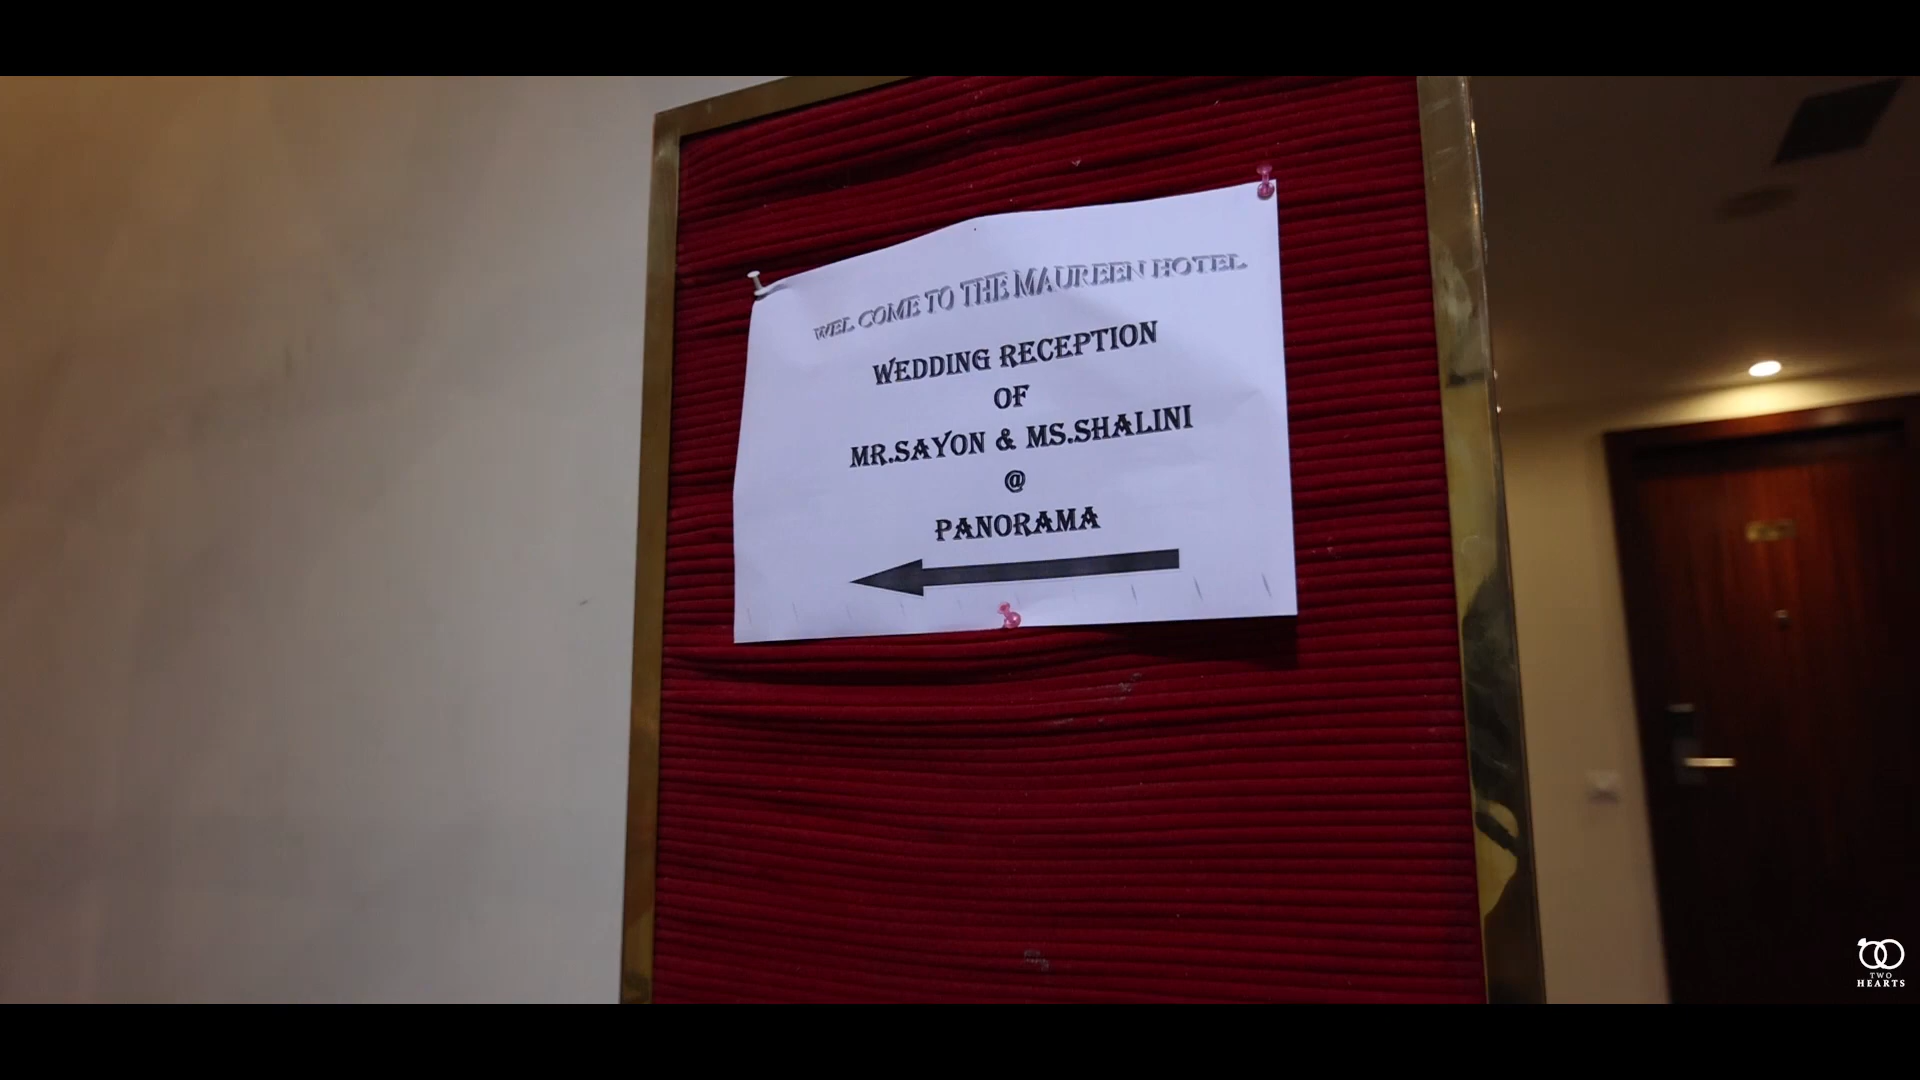 WEL COME TO THE MAUREEN HOTEL
WEDDING RECEPTION
OF
MR.SAYON & MS.SHALINI
@
PANORAMA
TWO
HEARTS